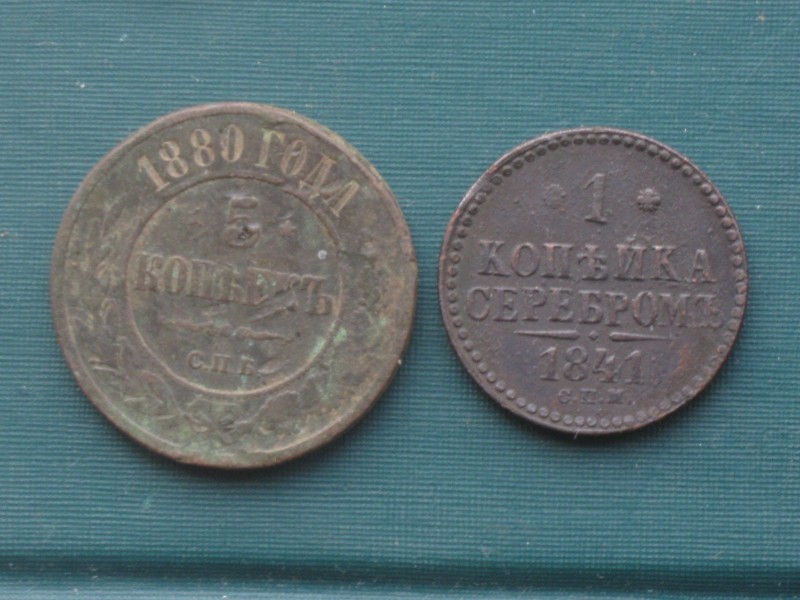 1880 ГОДА
5
КОПѢЕКЪ
С.П.Б.
1
КОПѢЙКА
СЕРЕБРОМЪ
1841.
С.П.М.